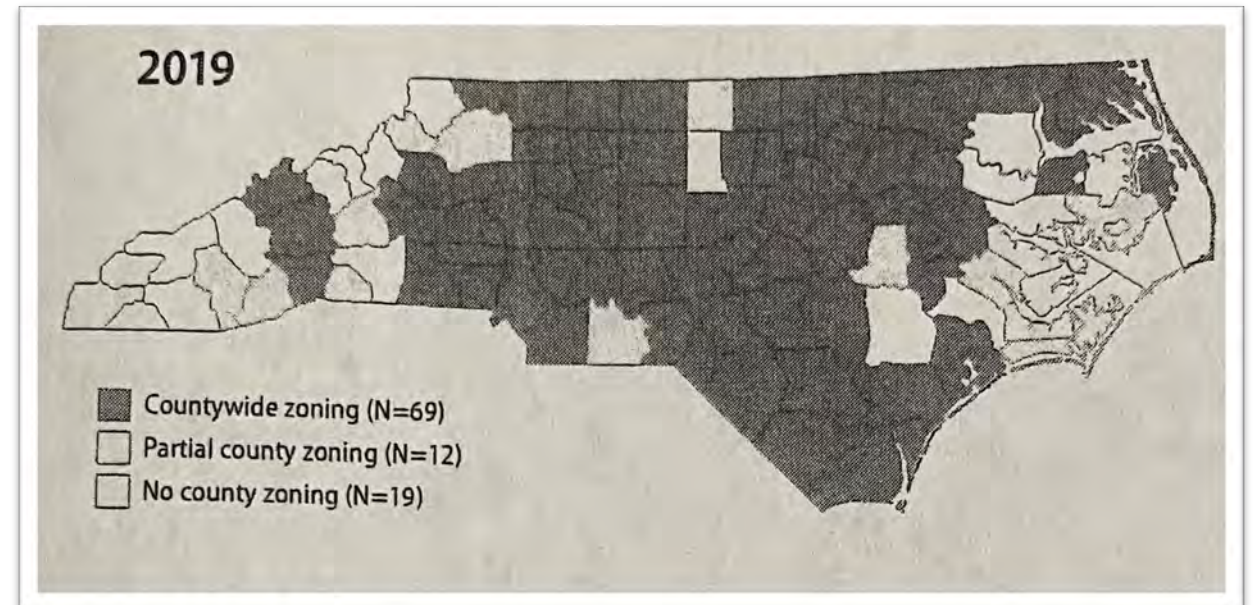 2019
Countywide zoning (N=69)
Partial county zoning (N=12)
No county zoning (N=19)